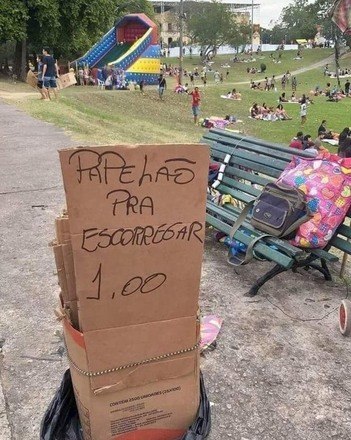 PAPELÃO
PRA
ESCORREGAR
1,00